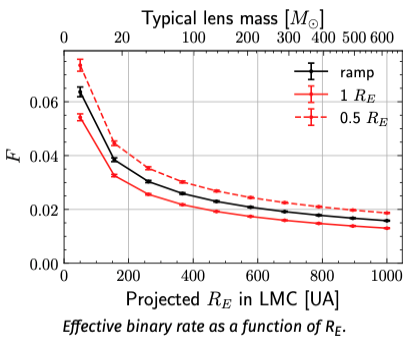 Typical lens mass [M⊙]
0 20 100 200 300 400 500 600
ramp
1 R_E
0.5 R_E
F
0.06
0.04
0.02
0.00
0 200 400 600 800 1000
Projected R_E in LMC [UA]
Effective binary rate as a function of R_E.